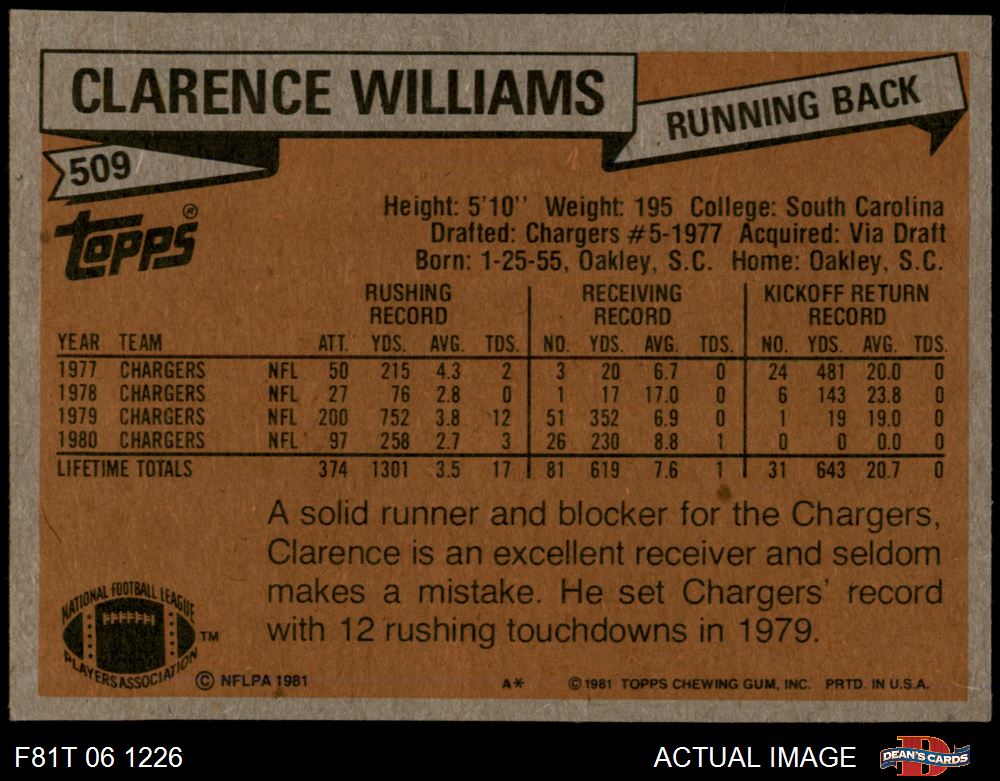 CLARENCE WILLIAMS
RUNNING BACK
509
TOPPS®
Height: 5'10'' Weight: 195 College: South Carolina
Drafted: Chargers #5-1977 Acquired: Via Draft
Born: 1-25-55, Oakley, S.C. Home: Oakley, S.C.
RUSHING RECORD RECEIVING RECORD KICKOFF RETURN RECORD
YEAR TEAM ATT. YDS. AVG. TDS. NO. YDS. AVG. TDS. NO. YDS. AVG. TDS.
1977 CHARGERS NFL 50 215 4.3 2 3 20 6.7 0 24 481 20.0 0
1978 CHARGERS NFL 27 76 2.8 0 1 17 17.0 0 6 143 23.8 0
1979 CHARGERS NFL 200 752 3.8 12 51 352 6.9 0 1 19 19.0 0
1980 CHARGERS NFL 97 258 2.7 3 26 230 8.8 1 0 0 0.0 0
LIFETIME TOTALS 374 1301 3.5 17 81 619 7.6 1 31 643 20.7 0
A solid runner and blocker for the Chargers,
Clarence is an excellent receiver and seldom
makes a mistake. He set Chargers' record
with 12 rushing touchdowns in 1979.
NATIONAL FOOTBALL LEAGUE
PLAYERS ASSOCIATION
TM
© NFLPA 1981 A* © 1981 TOPPS CHEWING GUM, INC. PRTD. IN U.S.A.
F81T 06 1226 ACTUAL IMAGE DEAN'S CARDS